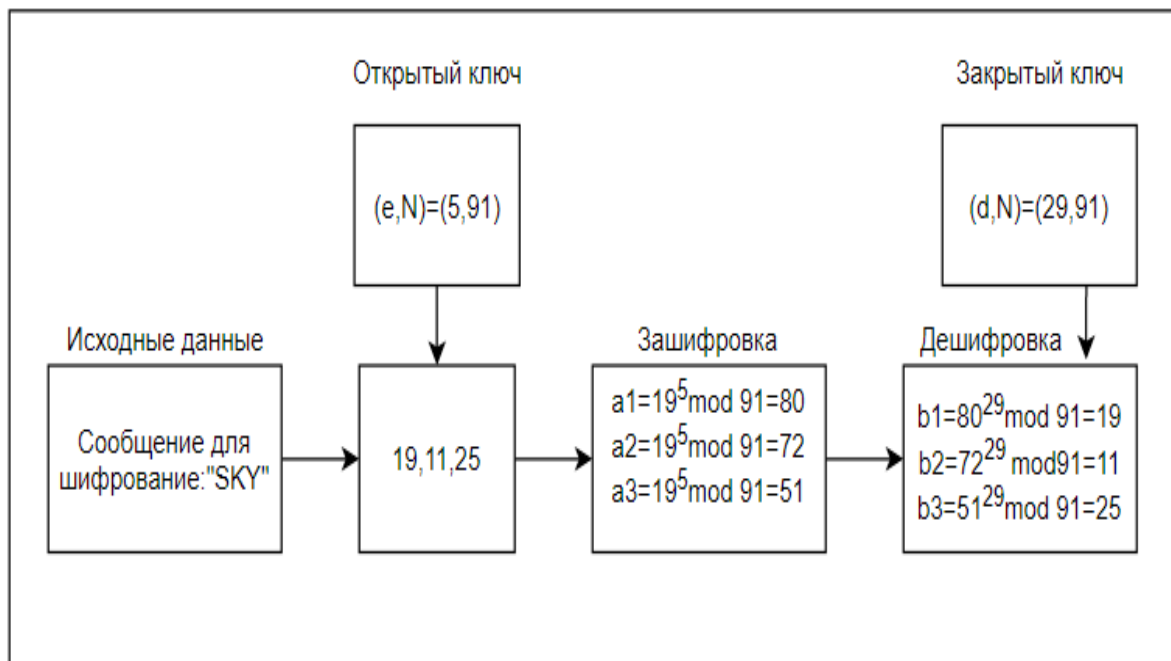 Открытый ключ
Закрытый ключ
(e,N)=(5,91)
(d,N)=(29,91)
Исходные данные
Зашифровка
Дешифровка
Сообщение для
шифрование:"SKY"
19,11,25
a1=19⁵mod 91=80
a2=19⁵mod 91=72
a3=19⁵mod 91=51
b1=80²⁹mod 91=19
b2=72²⁹ mod91=11
b3=51²⁹mod 91=25